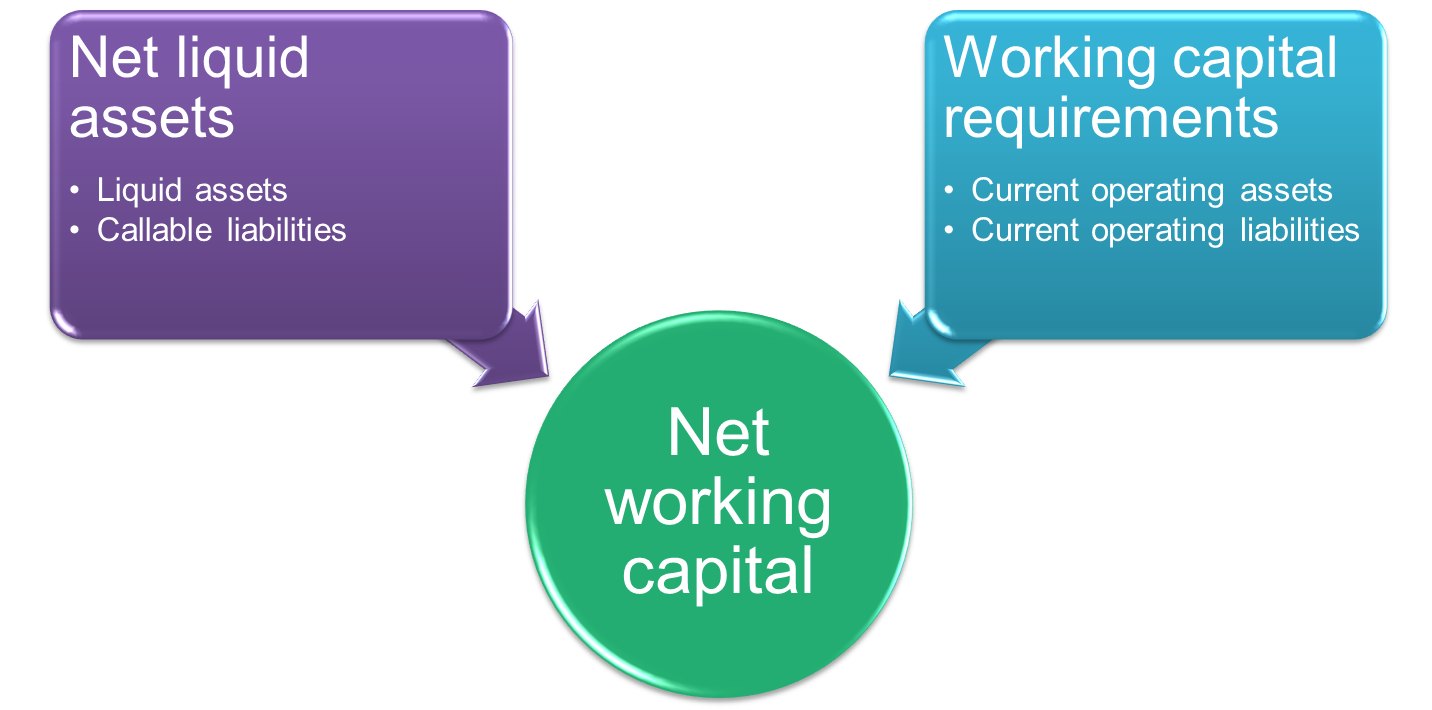 Net liquid
assets
• Liquid assets
• Callable liabilities
Working capital
requirements
• Current operating assets
• Current operating liabilities
Net
working
capital